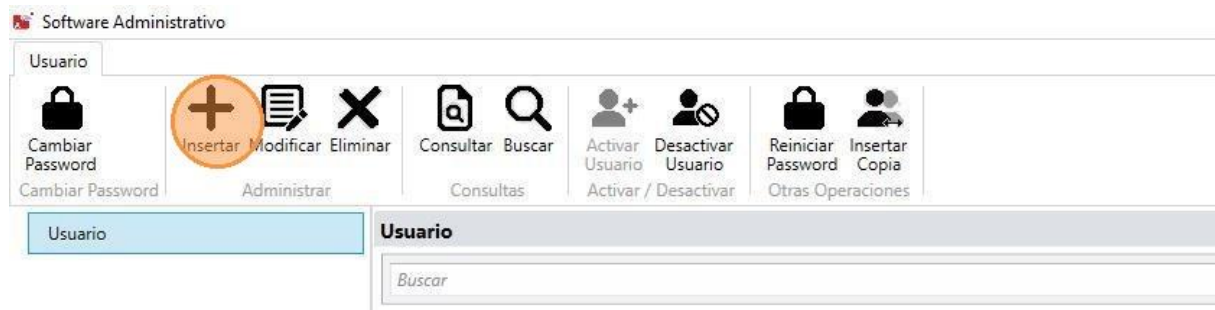 Software Administrativo
Usuario
Cambiar Password
Insertar Modificar Eliminar
Consultar Buscar
Activar Usuario
Desactivar Usuario
Reiniciar Password
Insertar Copia
Cambiar Password
Administrar
Consultas
Activar / Desactivar
Otras Operaciones
Usuario
Usuario
Buscar